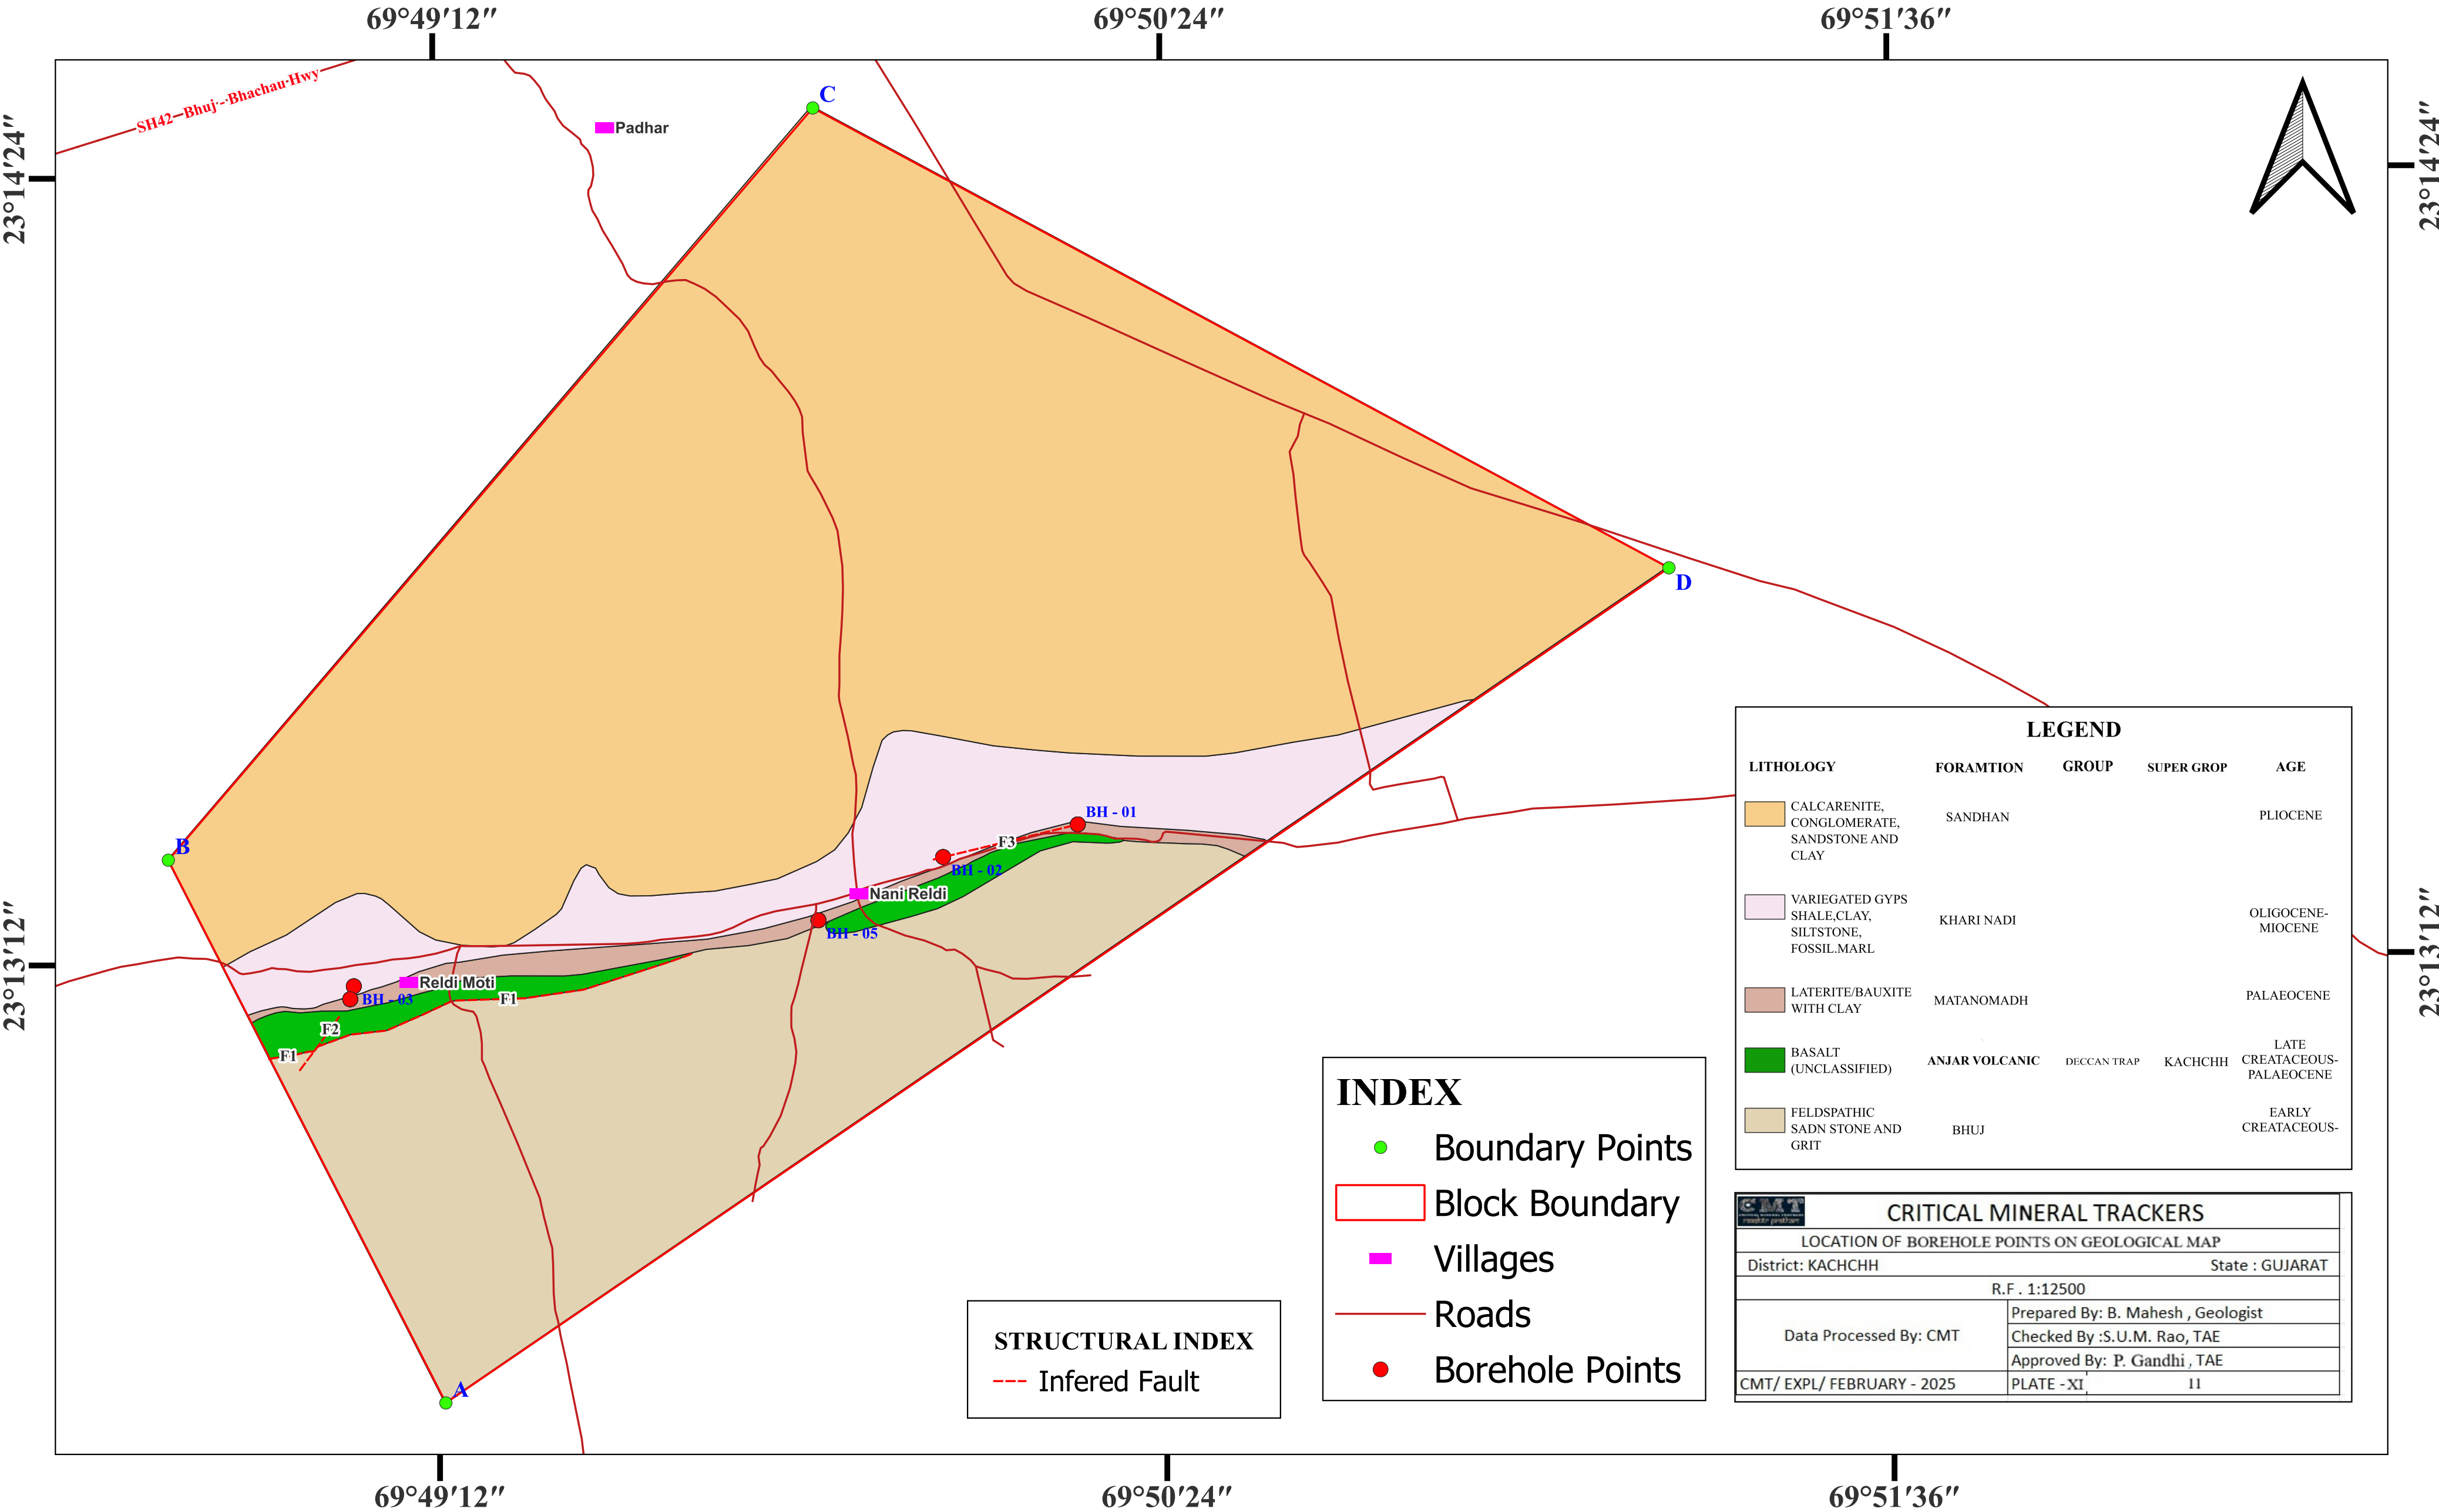 69°49′12″ 69°50′24″ 69°51′36″
23°14′24″
23°14′24″
SH42--Bhuj--Bhachau-Hwy
C
Padhar
D
B
BH - 01
F3
BH - 02
Nani Reldi
BH - 05
23°13′12″
23°13′12″
Reldi Moti
BH - 03
F1
F2
F1
A
LEGEND
LITHOLOGY FORAMTION GROUP SUPER GROP AGE
CALCARENITE,
CONGLOMERATE,
SANDSTONE AND
CLAY
SANDHAN PLIOCENE
VARIEGATED GYPS
SHALE,CLAY,
SILTSTONE,
FOSSIL.MARL
KHARI NADI
OLIGOCENE-
MIOCENE
LATERITE/BAUXITE
WITH CLAY
MATANOMADH PALAEOCENE
BASALT
(UNCLASSIFIED)
ANJAR VOLCANIC DECCAN TRAP KACHCHH
LATE
CREATACEOUS-
PALAEOCENE
FELDSPATHIC
SADN STONE AND
GRIT
BHUJ
EARLY
CREATACEOUS-
INDEX
Boundary Points
Block Boundary
Villages
Roads
Borehole Points
STRUCTURAL INDEX
Infered Fault
CMT
CRITICAL MINERAL TRACKERS
LOCATION OF BOREHOLE POINTS ON GEOLOGICAL MAP
District: KACHCHH State : GUJARAT
R.F . 1:12500
Data Processed By: CMT
Prepared By: B. Mahesh , Geologist
Checked By :S.U.M. Rao, TAE
Approved By: P. Gandhi , TAE
CMT/ EXPL/ FEBRUARY - 2025 PLATE -XI 11
69°49′12″ 69°50′24″ 69°51′36″